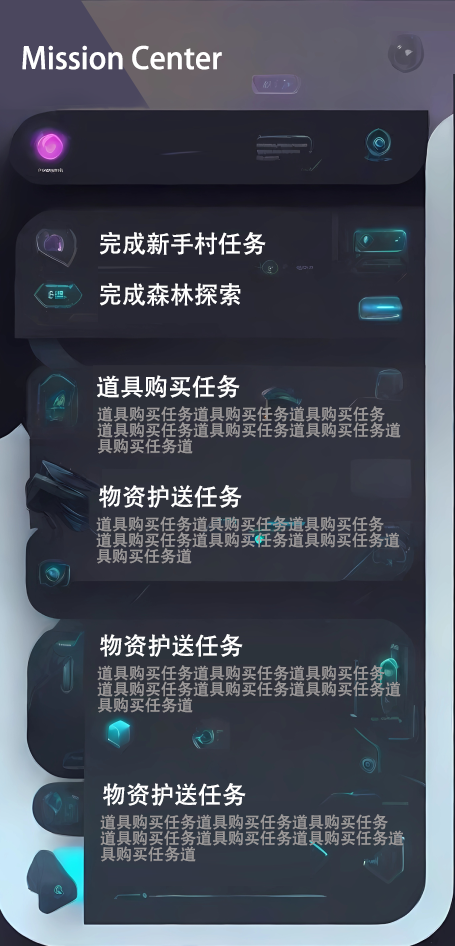 Mission Center
完成新手村任务
完成森林探索
道具购买任务
道具购买任务道具购买任务道具购买任务
道具购买任务道具购买任务道具购买任务道
具购买任务道
物资护送任务
道具购买任务道具购买任务道具购买任务
道具购买任务道具购买任务道具购买任务道
具购买任务道
物资护送任务
道具购买任务道具购买任务道具购买任务
道具购买任务道具购买任务道具购买任务道
具购买任务道
物资护送任务
道具购买任务道具购买任务道具购买任务
道具购买任务道具购买任务道具购买任务道
具购买任务道